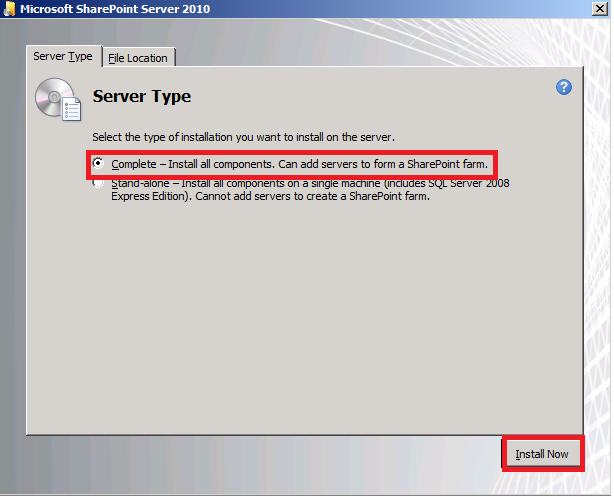 Microsoft SharePoint Server 2010
Server Type
File Location
Server Type
Select the type of installation you want to install on the server.
Complete – Install all components. Can add servers to form a SharePoint farm.
Stand-alone – Install all components on a single machine (includes SQL Server 2008
Express Edition). Cannot add servers to create a SharePoint farm.
Install Now